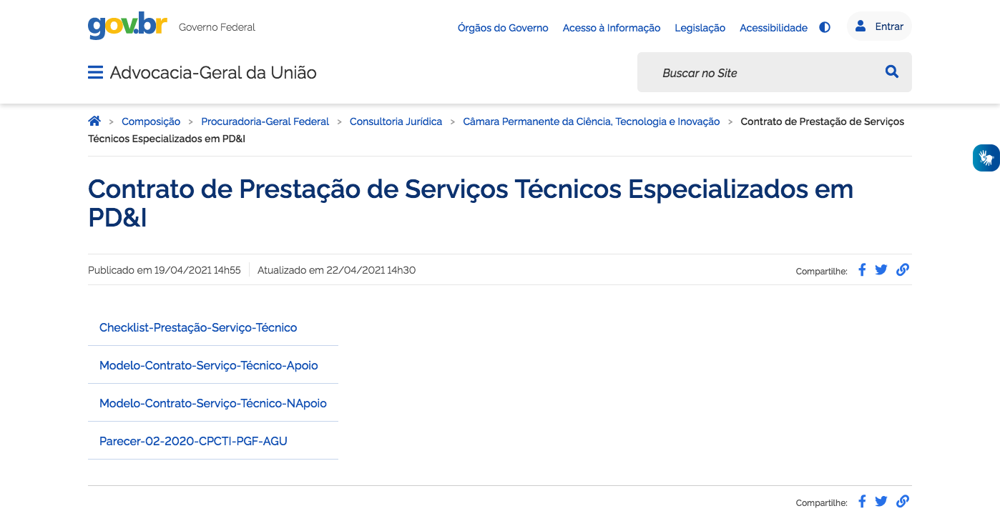 gov.br Governo Federal Órgãos do Governo Acesso à Informação Legislação Acessibilidade Entrar
Advocacia-Geral da União Buscar no Site
> Composição > Procuradoria-Geral Federal > Consultoria Jurídica > Câmara Permanente da Ciência, Tecnologia e Inovação > Contrato de Prestação de Serviços
Técnicos Especializados em PD&I
Contrato de Prestação de Serviços Técnicos Especializados em
PD&I
Publicado em 19/04/2021 14h55 Atualizado em 22/04/2021 14h30 Compartilhe:
Checklist-Prestação-Serviço-Técnico
Modelo-Contrato-Serviço-Técnico-Apoio
Modelo-Contrato-Serviço-Técnico-NApoio
Parecer-02-2020-CPCTI-PGF-AGU
Compartilhe: